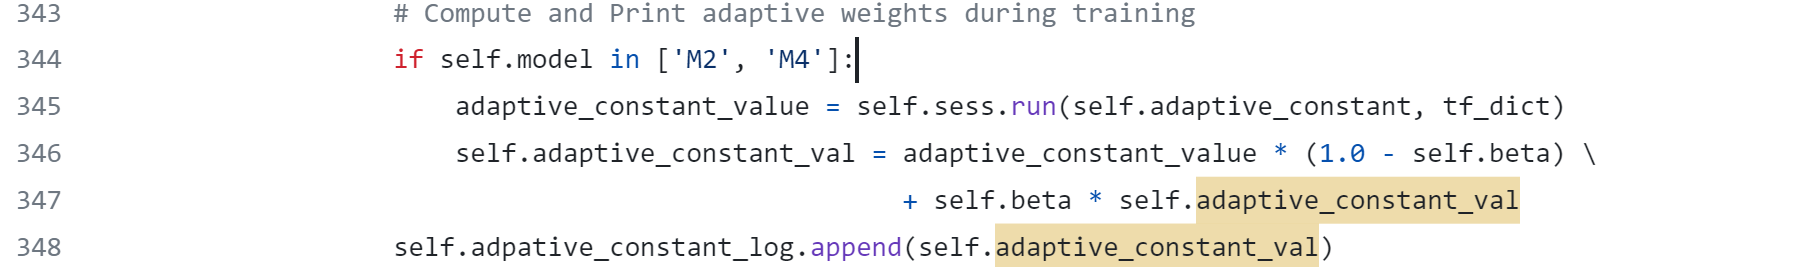 343 # Compute and Print adaptive weights during training
344 if self.model in ['M2', 'M4']:
345 adaptive_constant_value = self.sess.run(self.adaptive_constant, tf_dict)
346 self.adaptive_constant_val = adaptive_constant_value * (1.0 - self.beta) \
347 + self.beta * self.adaptive_constant_val
348 self.adpative_constant_log.append(self.adaptive_constant_val)